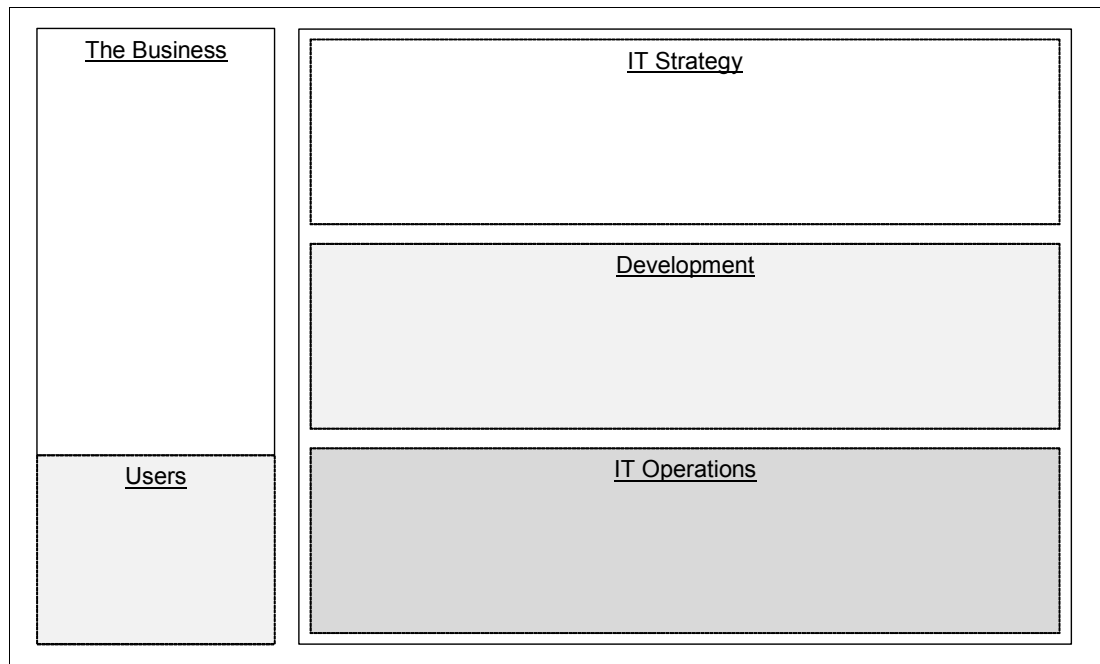 The Business
IT Strategy
Development
Users
IT Operations